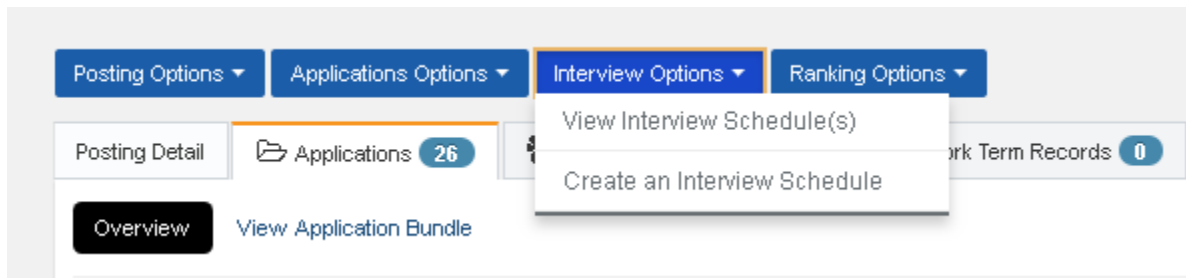 Posting Options Applications Options Interview Options Ranking Options
View Interview Schedule(s)
Posting Detail Applications 26 Term Records 0
Create an Interview Schedule
Overview View Application Bundle